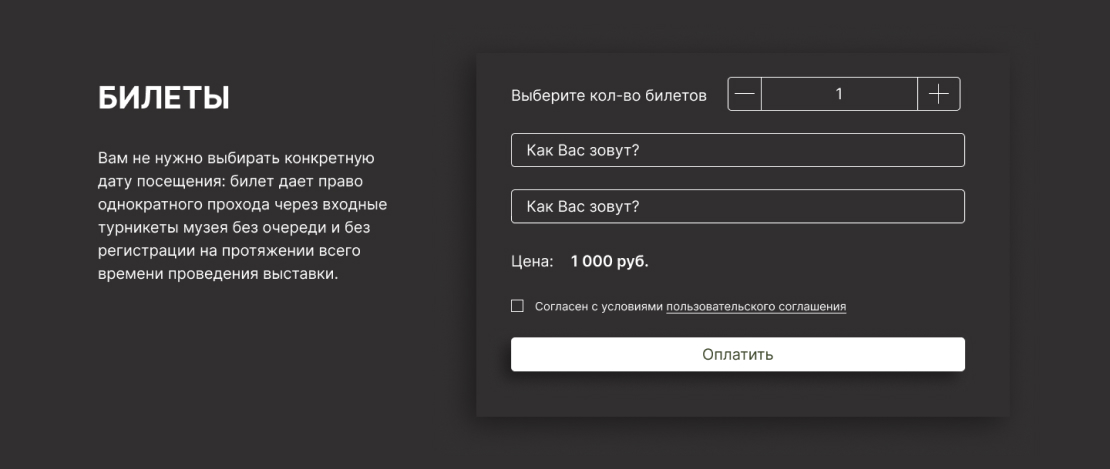 БИЛЕТЫ
Вам не нужно выбирать конкретную
дату посещения: билет дает право
однократного прохода через входные
турникеты музея без очереди и без
регистрации на протяжении всего
времени проведения выставки.
Выберите кол-во билетов — 1 +
Как Вас зовут?
Как Вас зовут?
Цена: 1 000 руб.
Согласен с условиями пользовательского соглашения
Оплатить